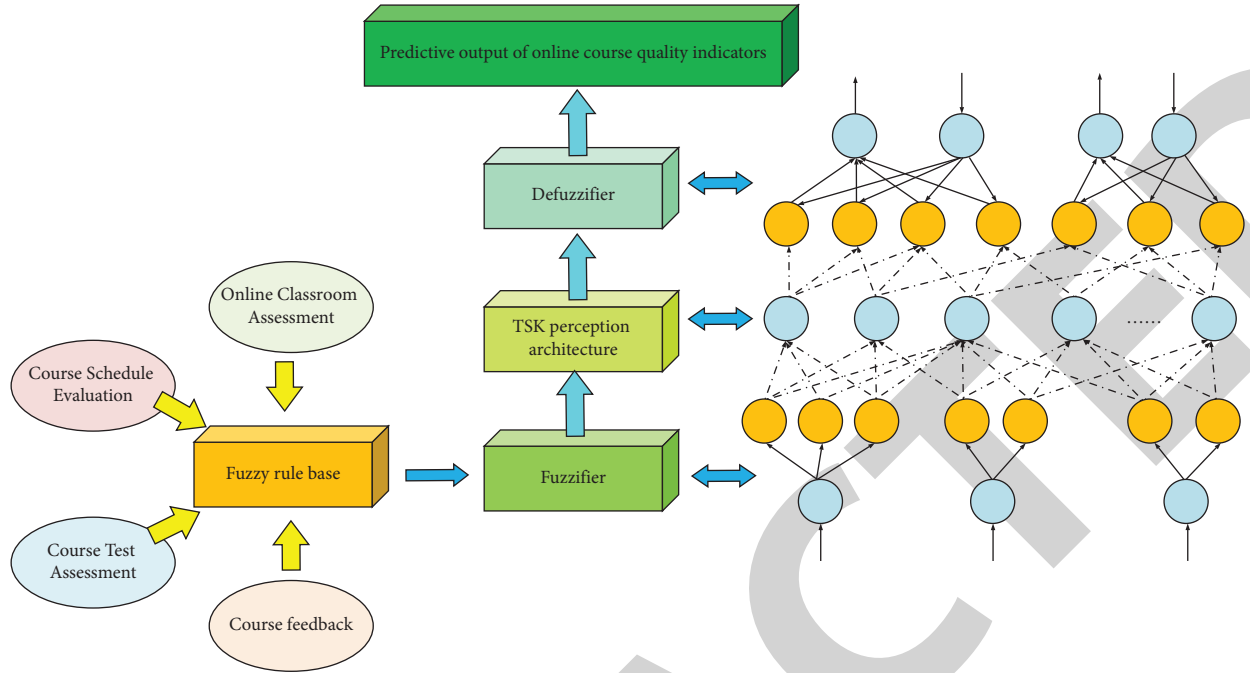 Predictive output of online course quality indicators
Defuzzifier
Online Classroom
Assessment
TSK perception
architecture
Course Schedule
Evaluation
Fuzzy rule base
Fuzzifier
Course Test
Assessment
Course feedback
......